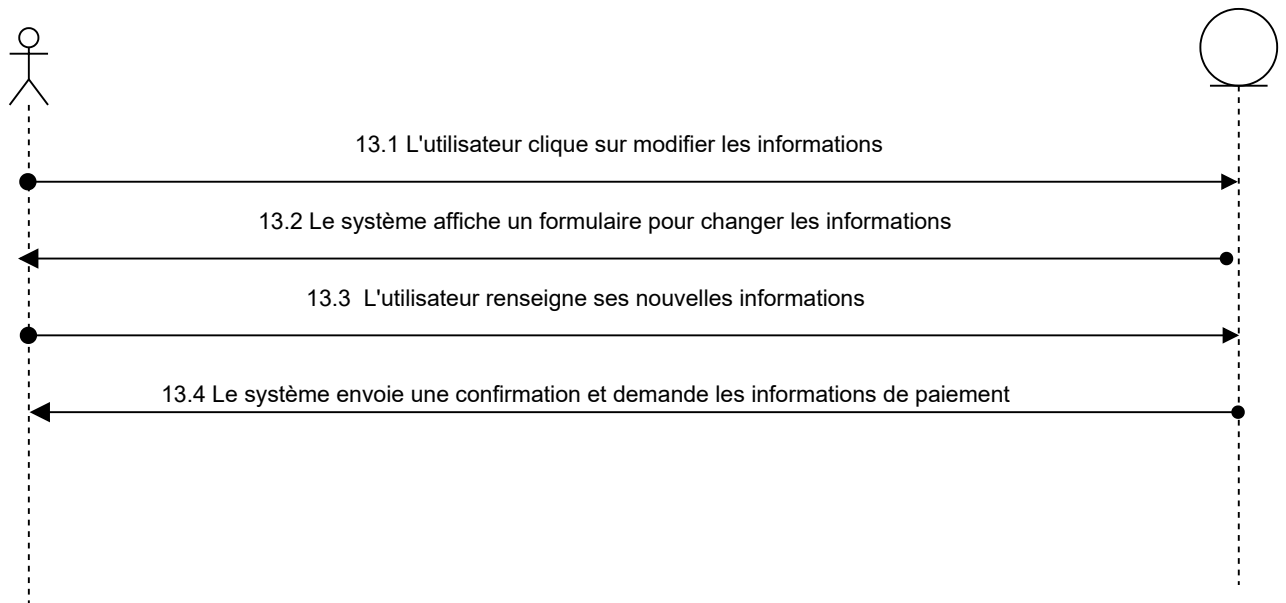 13.1 L'utilisateur clique sur modifier les informations
13.2 Le système affiche un formulaire pour changer les informations
13.3  L'utilisateur renseigne ses nouvelles informations
13.4 Le système envoie une confirmation et demande les informations de paiement